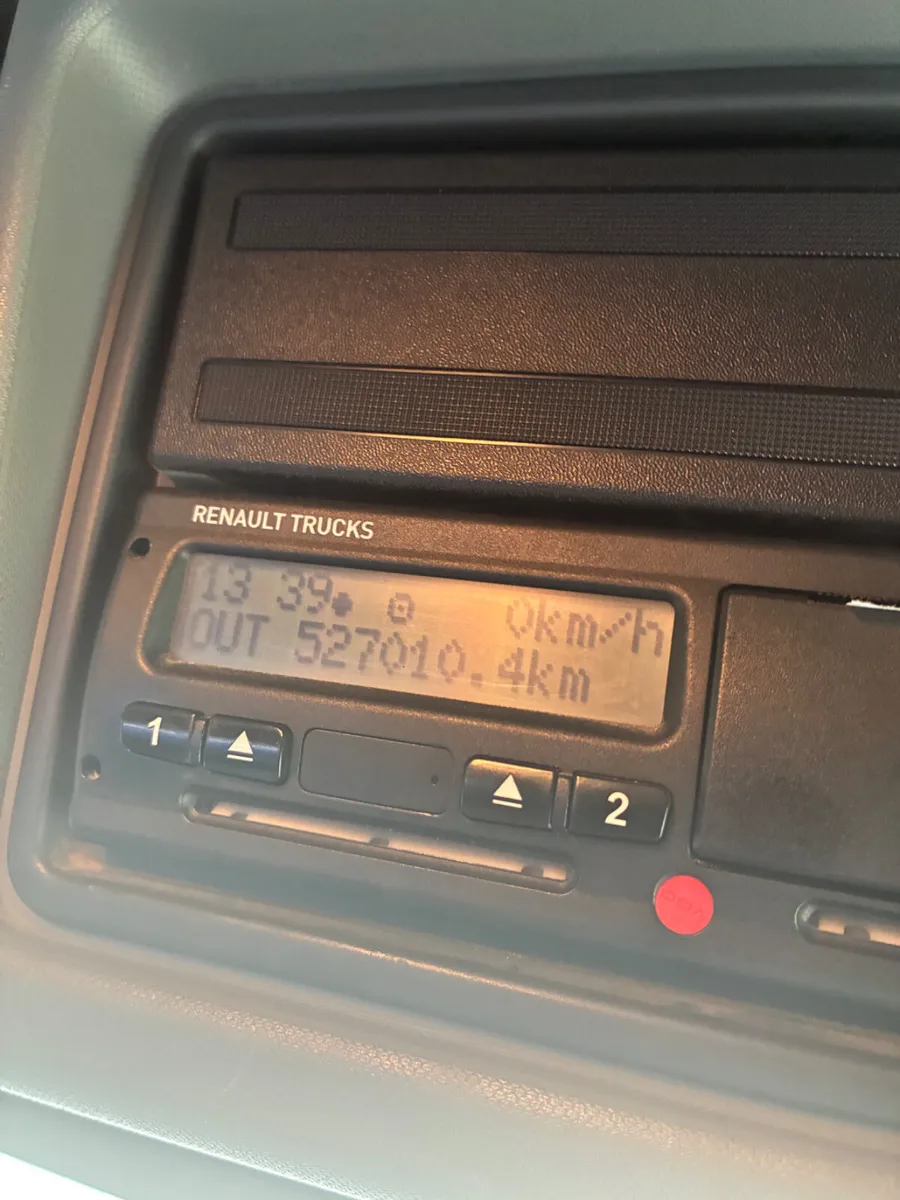 RENAULT TRUCKS
13 39 0km/h
OUT 527010.4km
1
2